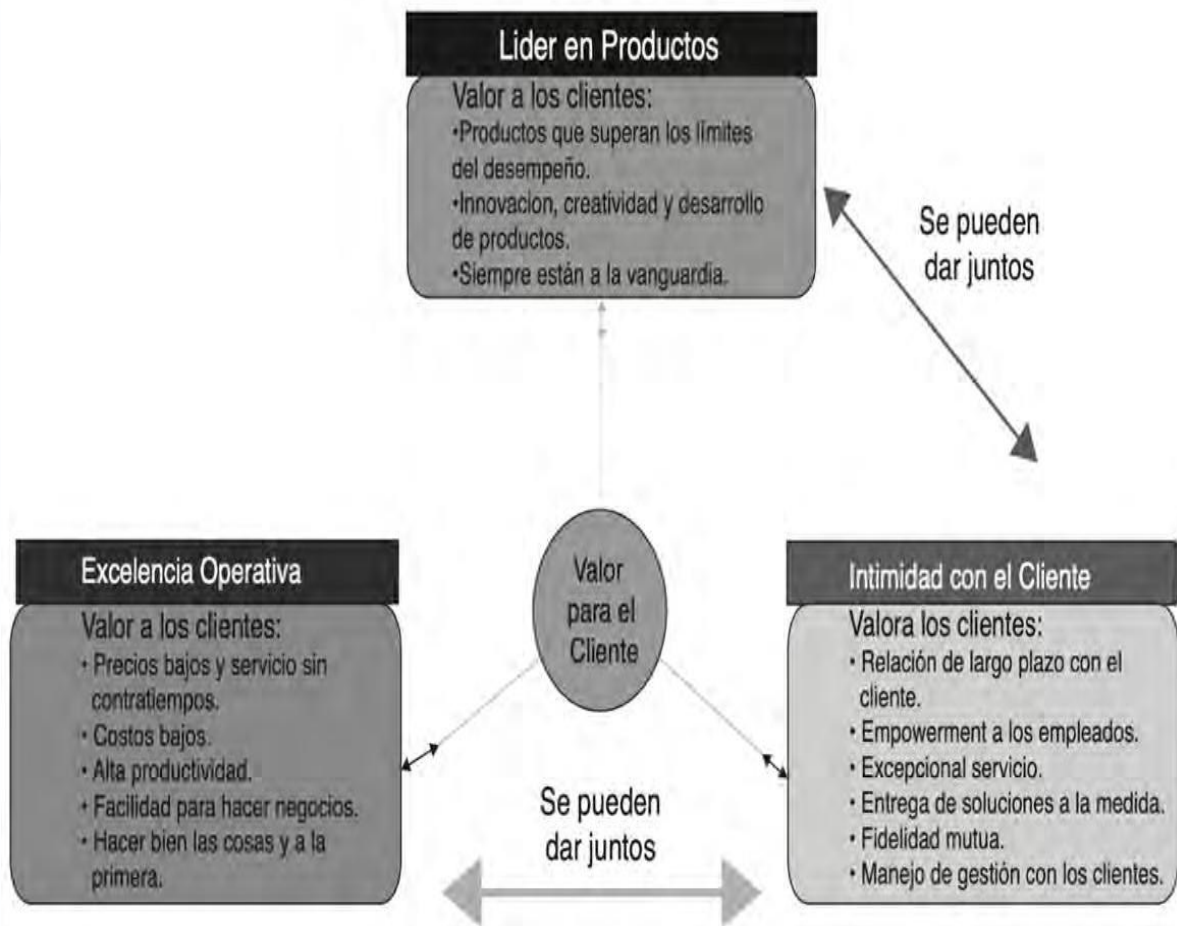 Lider en Productos
Valor a los clientes:
•Productos que superan los límites
del desempeño.
•Innovacion, creatividad y desarrollo
de productos.
•Siempre están a la vanguardia.
Se pueden
dar juntos
Excelencia Operativa
Valor a los clientes:
• Precios bajos y servicio sin
contratiempos.
• Costos bajos.
• Alta productividad.
• Facilidad para hacer negocios.
• Hacer bien las cosas y a la
primera.
Valor
para el
Cliente
Intimidad con el Cliente
Valora los clientes:
• Relación de largo plazo con el
cliente.
• Empowerment a los empleados.
• Excepcional servicio.
• Entrega de soluciones a la medida.
• Fidelidad mutua.
• Manejo de gestión con los clientes.
Se pueden
dar juntos